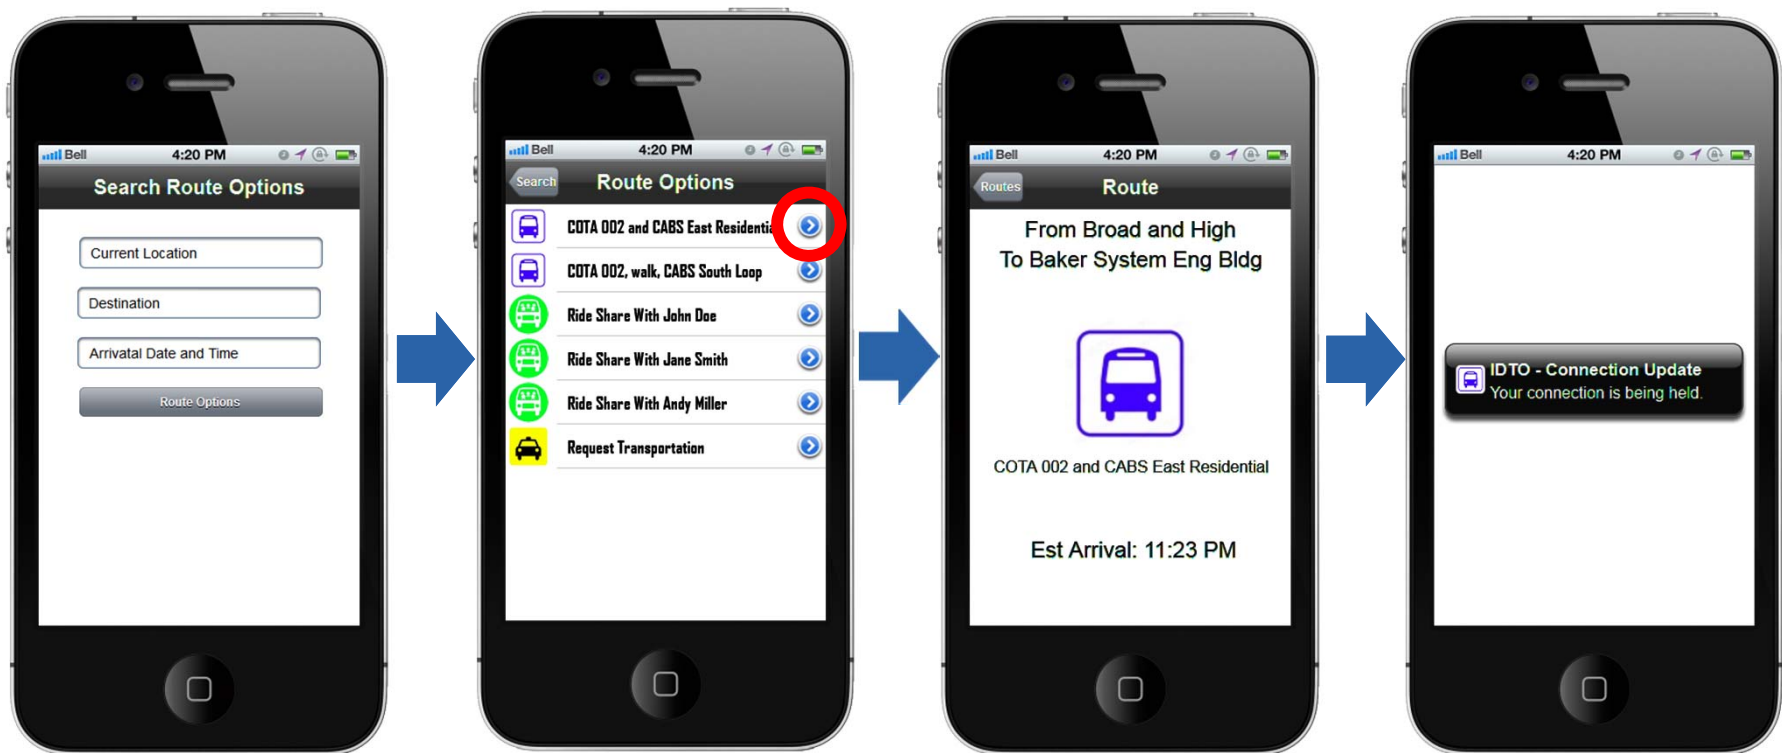 Bell 4:20 PM
Search Route Options
Current Location
Destination
Arrivatal Date and Time
Route Options
Bell 4:20 PM
Search Route Options
COTA 002 and CABS East Residentia
COTA 002, walk, CABS South Loop
Ride Share With John Doe
Ride Share With Jane Smith
Ride Share With Andy Miller
Request Transportation
Bell 4:20 PM
Routes Route
From Broad and High
To Baker System Eng Bldg
COTA 002 and CABS East Residential
Est Arrival: 11:23 PM
Bell 4:20 PM
IDTO - Connection Update
Your connection is being held.